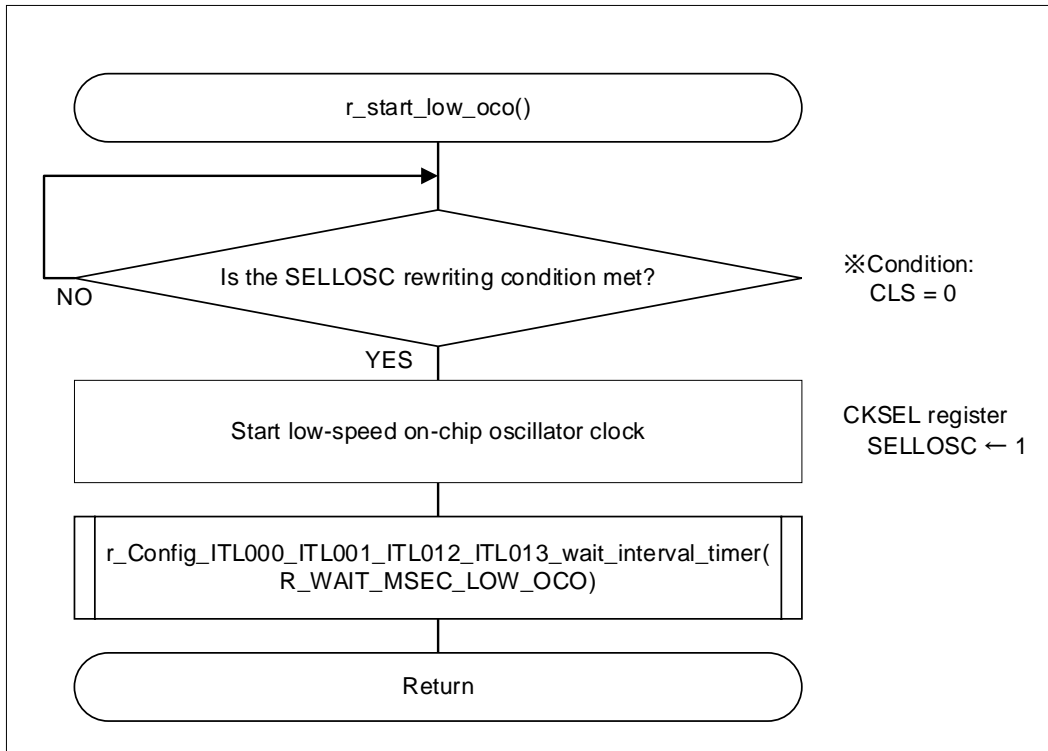 r_start_low_oco()
Is the SELLOSC rewriting condition met?
※Condition:
CLS = 0
NO
YES
Start low-speed on-chip oscillator clock
CKSEL register
SELLOSC ← 1
r_Config_ITL000_ITL001_ITL012_ITL013_wait_interval_timer(
R_WAIT_MSEC_LOW_OCO)
Return